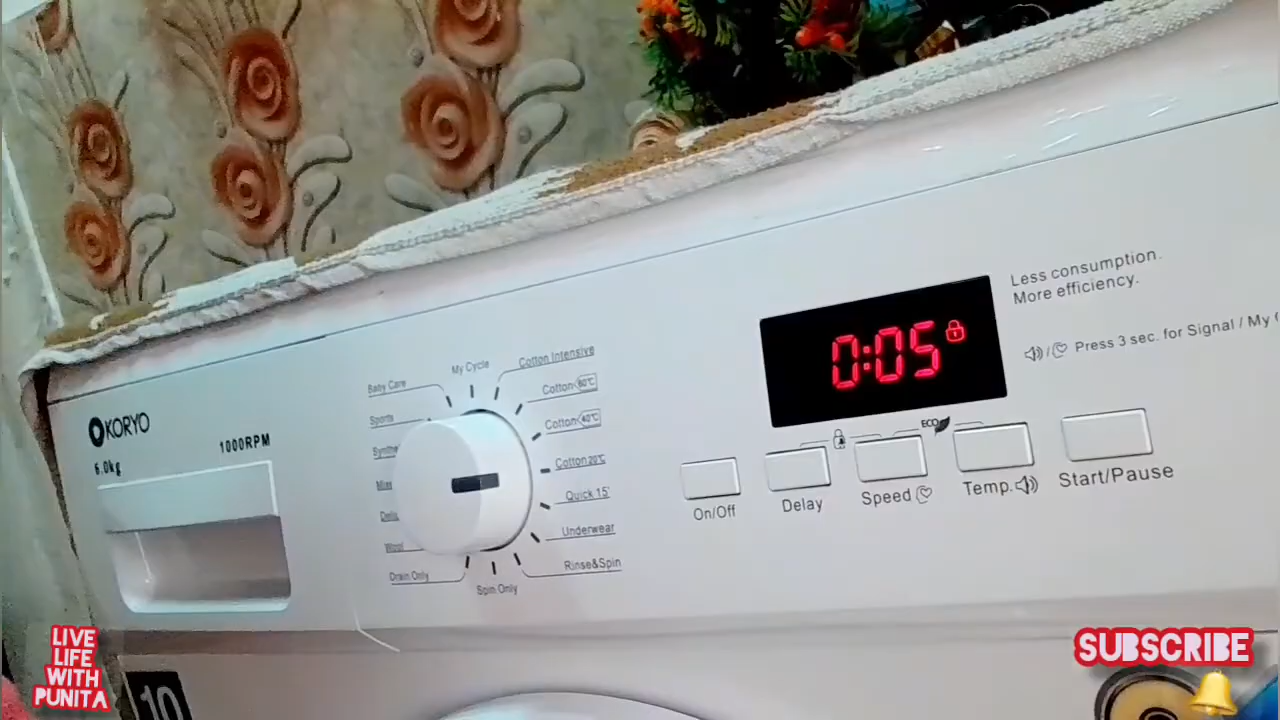 KORYO
6.0kg
1000RPM
My Cycle
Baby Care
Sports
Wool
Drain Only
Spin Only
Cotton Intensive
Cotton 60℃
Cotton 40℃
Cotton 20℃
Quick 15'
Underwear
Rinse&Spin
0:05
Less consumption.
More efficiency.
/ Press 3 sec. for Signal / My
ECO
On/Off
Delay
Speed
Temp.
Start/Pause
10
LIVE
LIFE
WITH
PUNITA
SUBSCRIBE